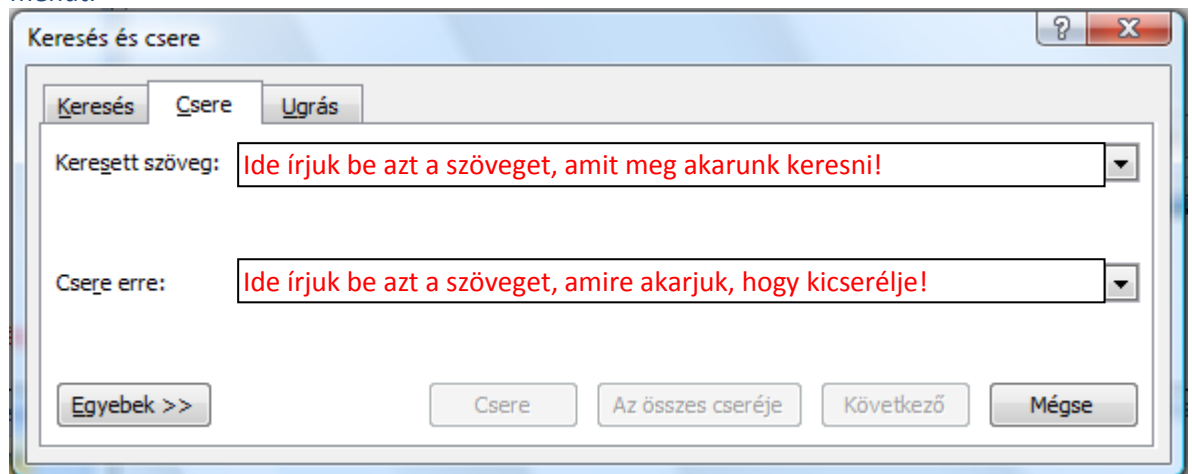 menüt.
Keresés és csere
Keresés Csere Ugrás
Keresett szöveg: Ide írjuk be azt a szöveget, amit meg akarunk keresni!
Csere erre: Ide írjuk be azt a szöveget, amire akarjuk, hogy kicserélje!
Egyebek >> Csere Az összes cseréje Következő Mégse